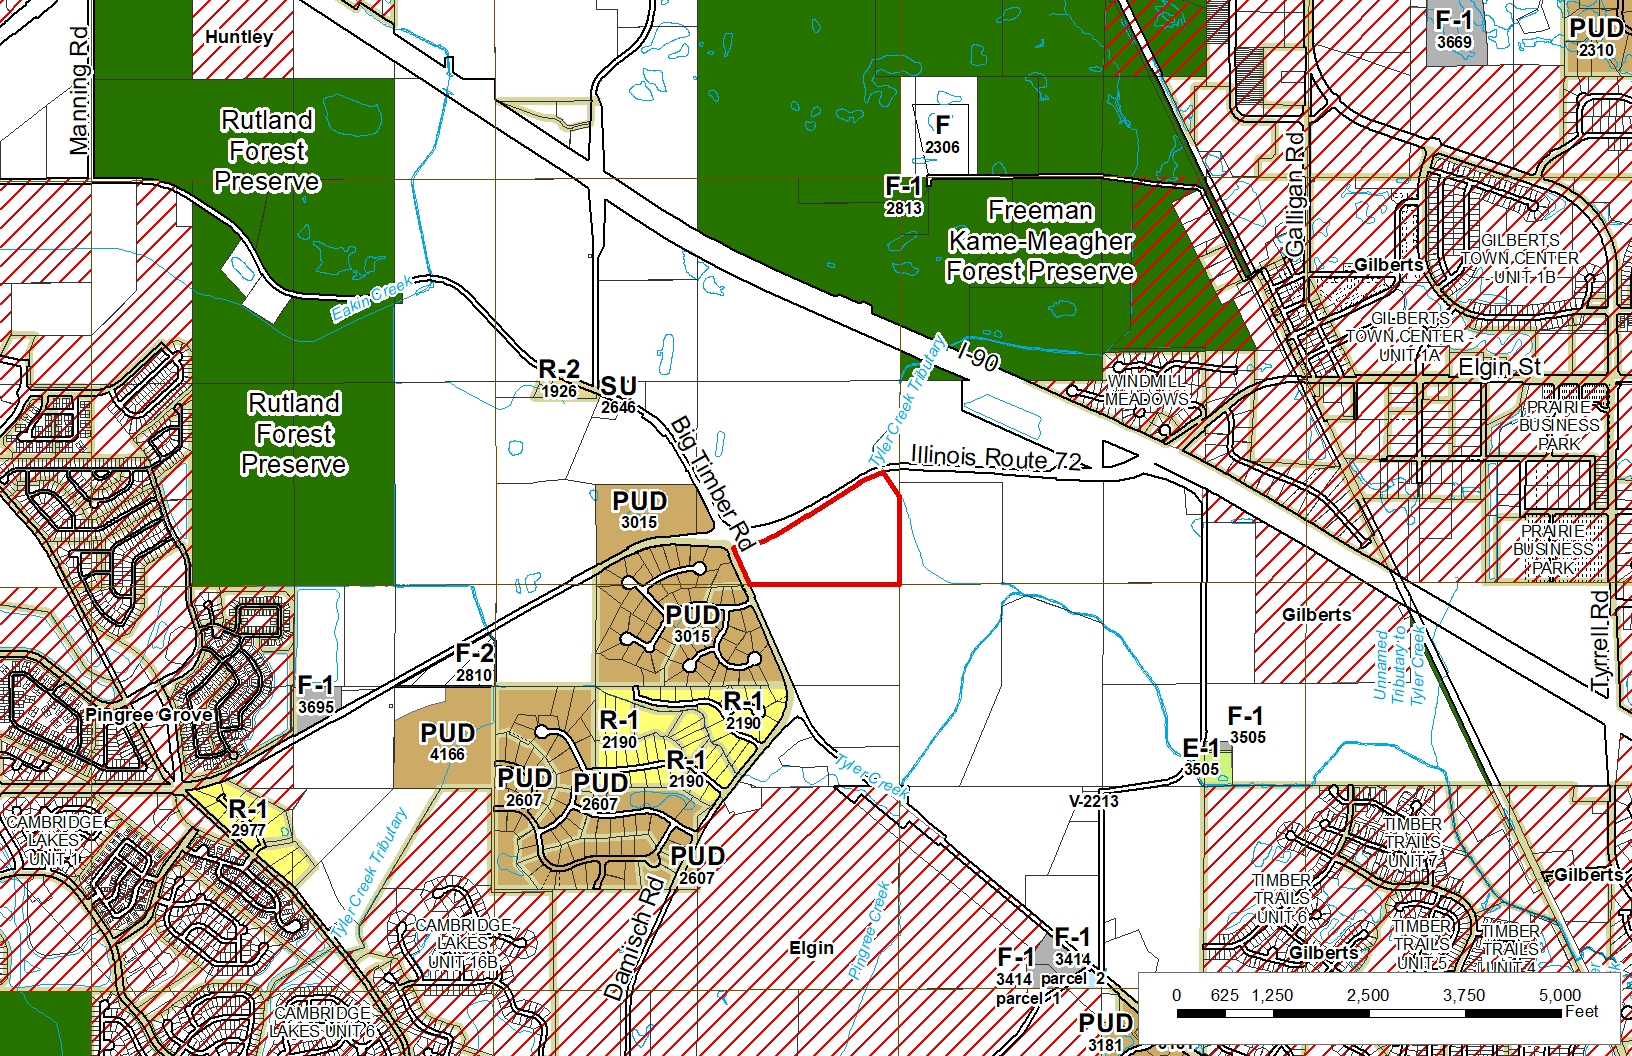 Huntley
F-1
3669
PUD
2310
Manning Rd
Rutland
Forest
Preserve
F
2306
Galligan Rd
F-1
2813
Freeman
Kame-Meagher
Forest Preserve
GILBERTS
TOWN CENTER
- UNIT 1B
Gilberts
Eakin Creek
GILBERTS
TOWN CENTER -
UNIT 1A
I-90
Elgin St
R-2
1926
SU
2646
Tyler Creek Tributary
WINDMILL
MEADOWS
Rutland
Forest
Preserve
PRAIRIE
BUSINESS
PARK
Big Timber Rd
Illinois Route 72
PUD
3015
PRAIRIE
BUSINESS
PARK
PUD
3015
Gilberts
Tyrrell Rd
Unnamed
Tributary to
Tyler Creek
F-2
2810
F-1
3695
Pingree Grove
R-1
2190
R-1
2190
F-1
3505
PUD
4166
R-1
2190
E-1
3505
PUD
2607
PUD
2607
Tyler Creek
V-2213
R-1
2977
CAMBRIDGE
LAKES
UNIT 1
Tyler Creek Tributary
TIMBER
TRAILS
UNIT 7
PUD
2607
Gilberts
TIMBER
TRAILS
UNIT 6
Damisch Rd
CAMBRIDGE
LAKES
UNIT 16B
Elgin
Pingree Creek
F-1
3414
parcel 2
F-1
3414
parcel 1
Gilberts
TIMBER
TRAILS
UNIT 5
TIMBER
TRAILS
UNIT 4
CAMBRIDGE
LAKES UNIT 6
PUD
3181
0 625 1,250 2,500 3,750 5,000
Feet